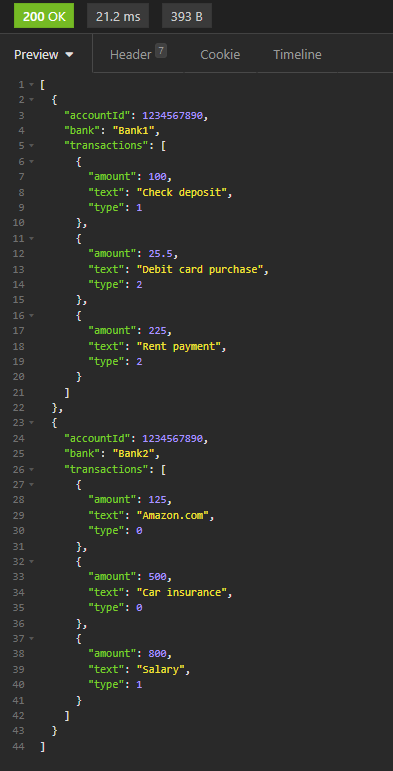 200 OK 21.2 ms 393 B
Preview Header 7 Cookie Timeline
1 [
2 {
3 "accountId": 1234567890,
4 "bank": "Bank1",
5 "transactions": [
6 {
7 "amount": 100,
8 "text": "Check deposit",
9 "type": 1
10 },
11 {
12 "amount": 25.5,
13 "text": "Debit card purchase",
14 "type": 2
15 },
16 {
17 "amount": 225,
18 "text": "Rent payment",
19 "type": 2
20 }
21 ]
22 },
23 {
24 "accountId": 1234567890,
25 "bank": "Bank2",
26 "transactions": [
27 {
28 "amount": 125,
29 "text": "Amazon.com",
30 "type": 0
31 },
32 {
33 "amount": 500,
34 "text": "Car insurance",
35 "type": 0
36 },
37 {
38 "amount": 800,
39 "text": "Salary",
40 "type": 1
41 }
42 ]
43 }
44 ]